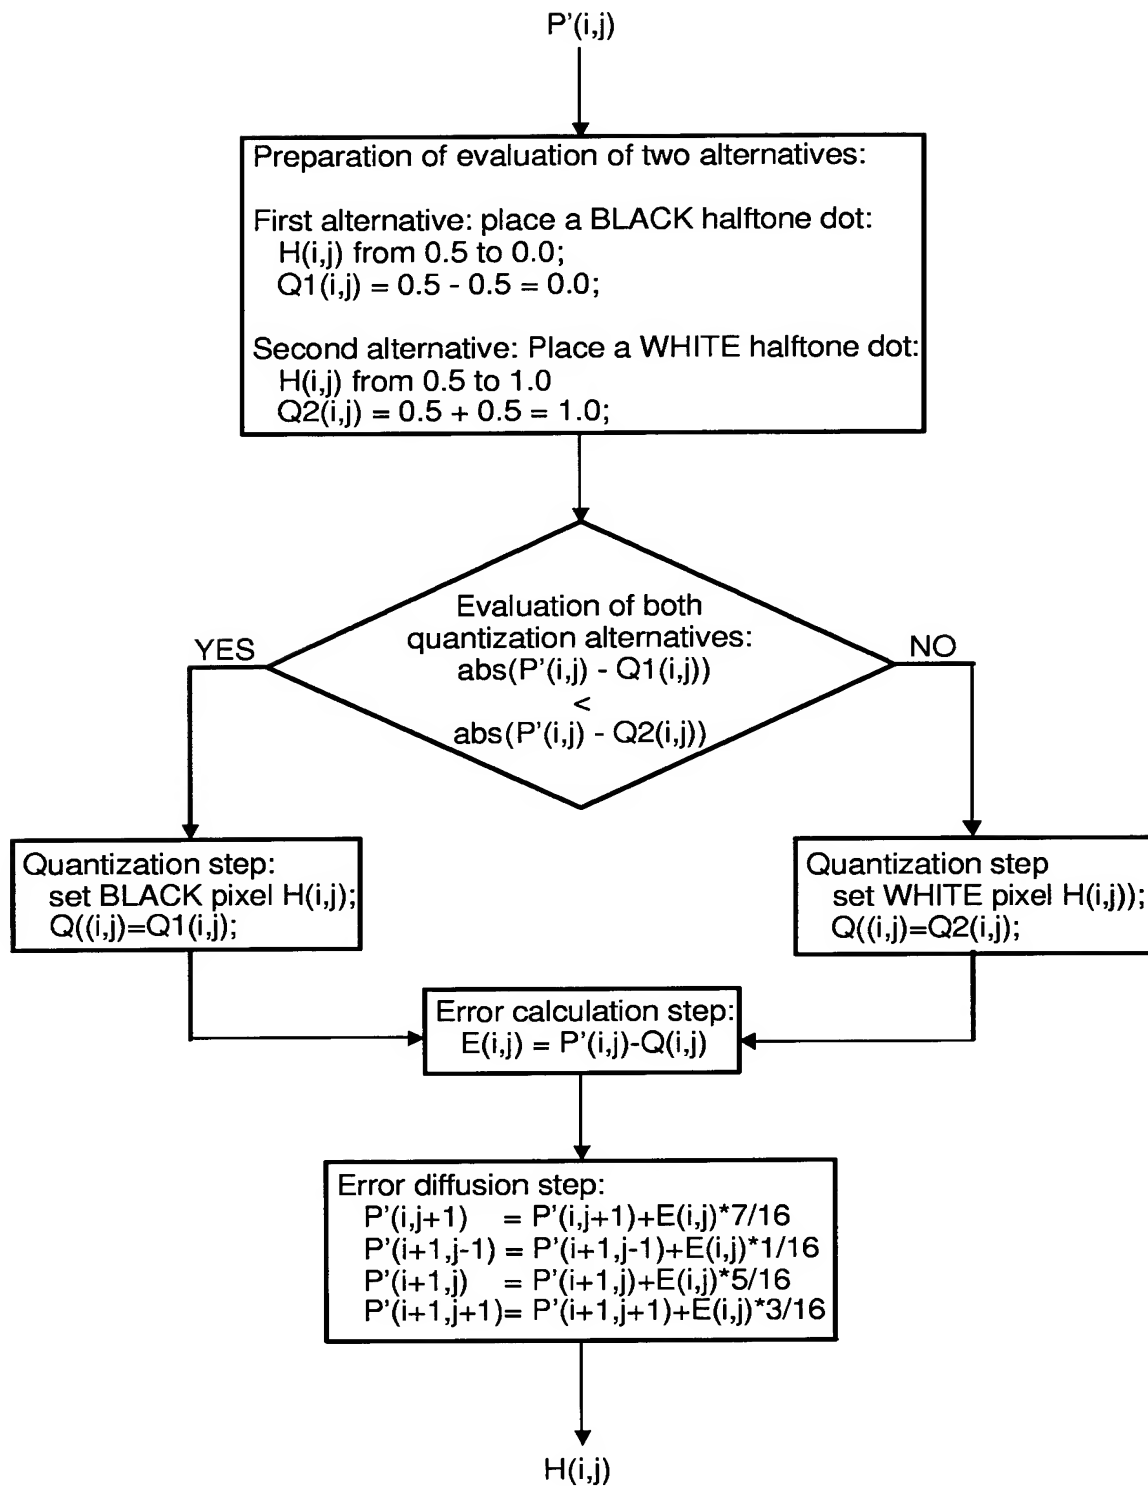 P'(i,j)
Preparation of evaluation of two alternatives:
First alternative: place a BLACK halftone dot:
H(i,j) from 0.5 to 0.0;
Q1(i,j) = 0.5 - 0.5 = 0.0;
Second alternative: Place a WHITE halftone dot:
H(i,j) from 0.5 to 1.0
Q2(i,j) = 0.5 + 0.5 = 1.0;
Evaluation of both
quantization alternatives:
abs(P'(i,j) - Q1(i,j))
<
abs(P'(i,j) - Q2(i,j))
YES
NO
Quantization step:
set BLACK pixel H(i,j);
Q((i,j)=Q1(i,j);
Quantization step
set WHITE pixel H(i,j));
Q((i,j)=Q2(i,j);
Error calculation step:
E(i,j) = P'(i,j)-Q(i,j)
Error diffusion step:
P'(i,j+1) = P'(i,j+1)+E(i,j)*7/16
P'(i+1,j-1) = P'(i+1,j-1)+E(i,j)*1/16
P'(i+1,j) = P'(i+1,j)+E(i,j)*5/16
P'(i+1,j+1)= P'(i+1,j+1)+E(i,j)*3/16
H(i,j)